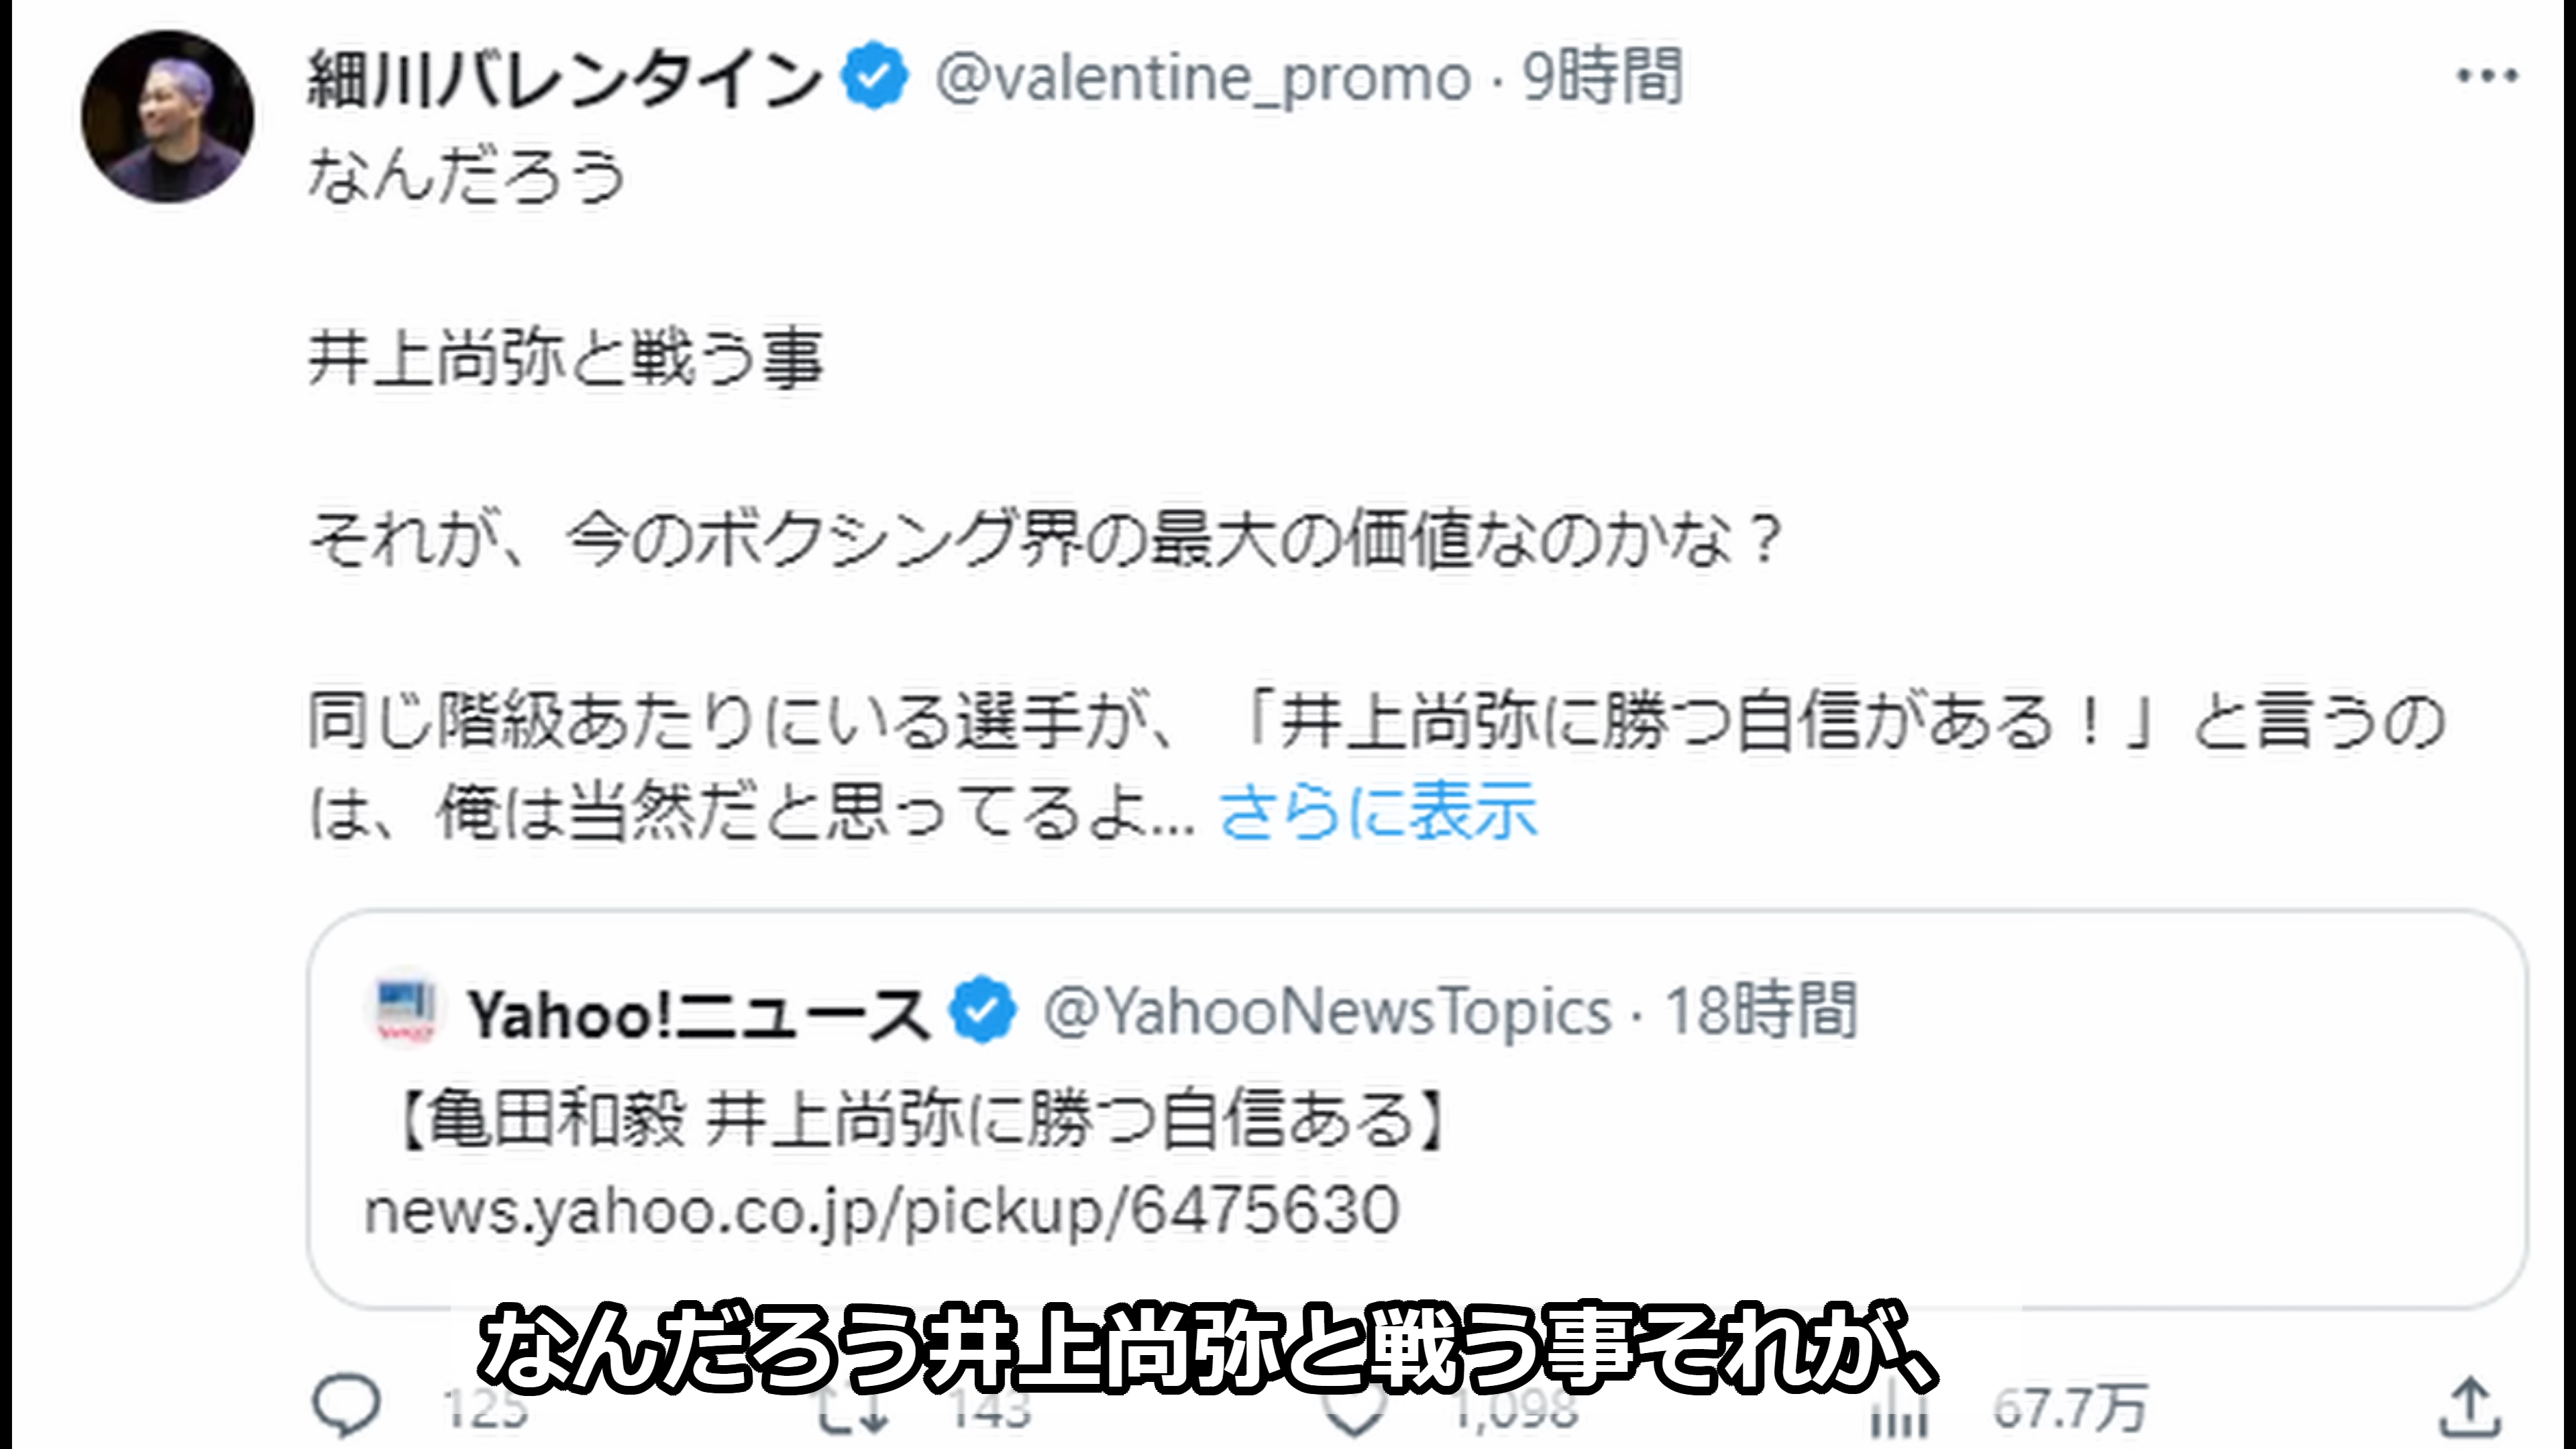 細川バレンタイン @valentine_promo · 9時間
なんだろう
井上尚弥と戦う事
それが、今のボクシング界の最大の価値なのかな？
同じ階級あたりにいる選手が、「井上尚弥に勝つ自信がある！」と言うの
は、俺は当然だと思ってるよ... さらに表示
Yahoo!ニュース @YahooNewsTopics · 18時間
【亀田和毅 井上尚弥に勝つ自信ある】
news.yahoo.co.jp/pickup/6475630
なんだろう井上尚弥と戦う事それが、
125 143 1,098 67.7万